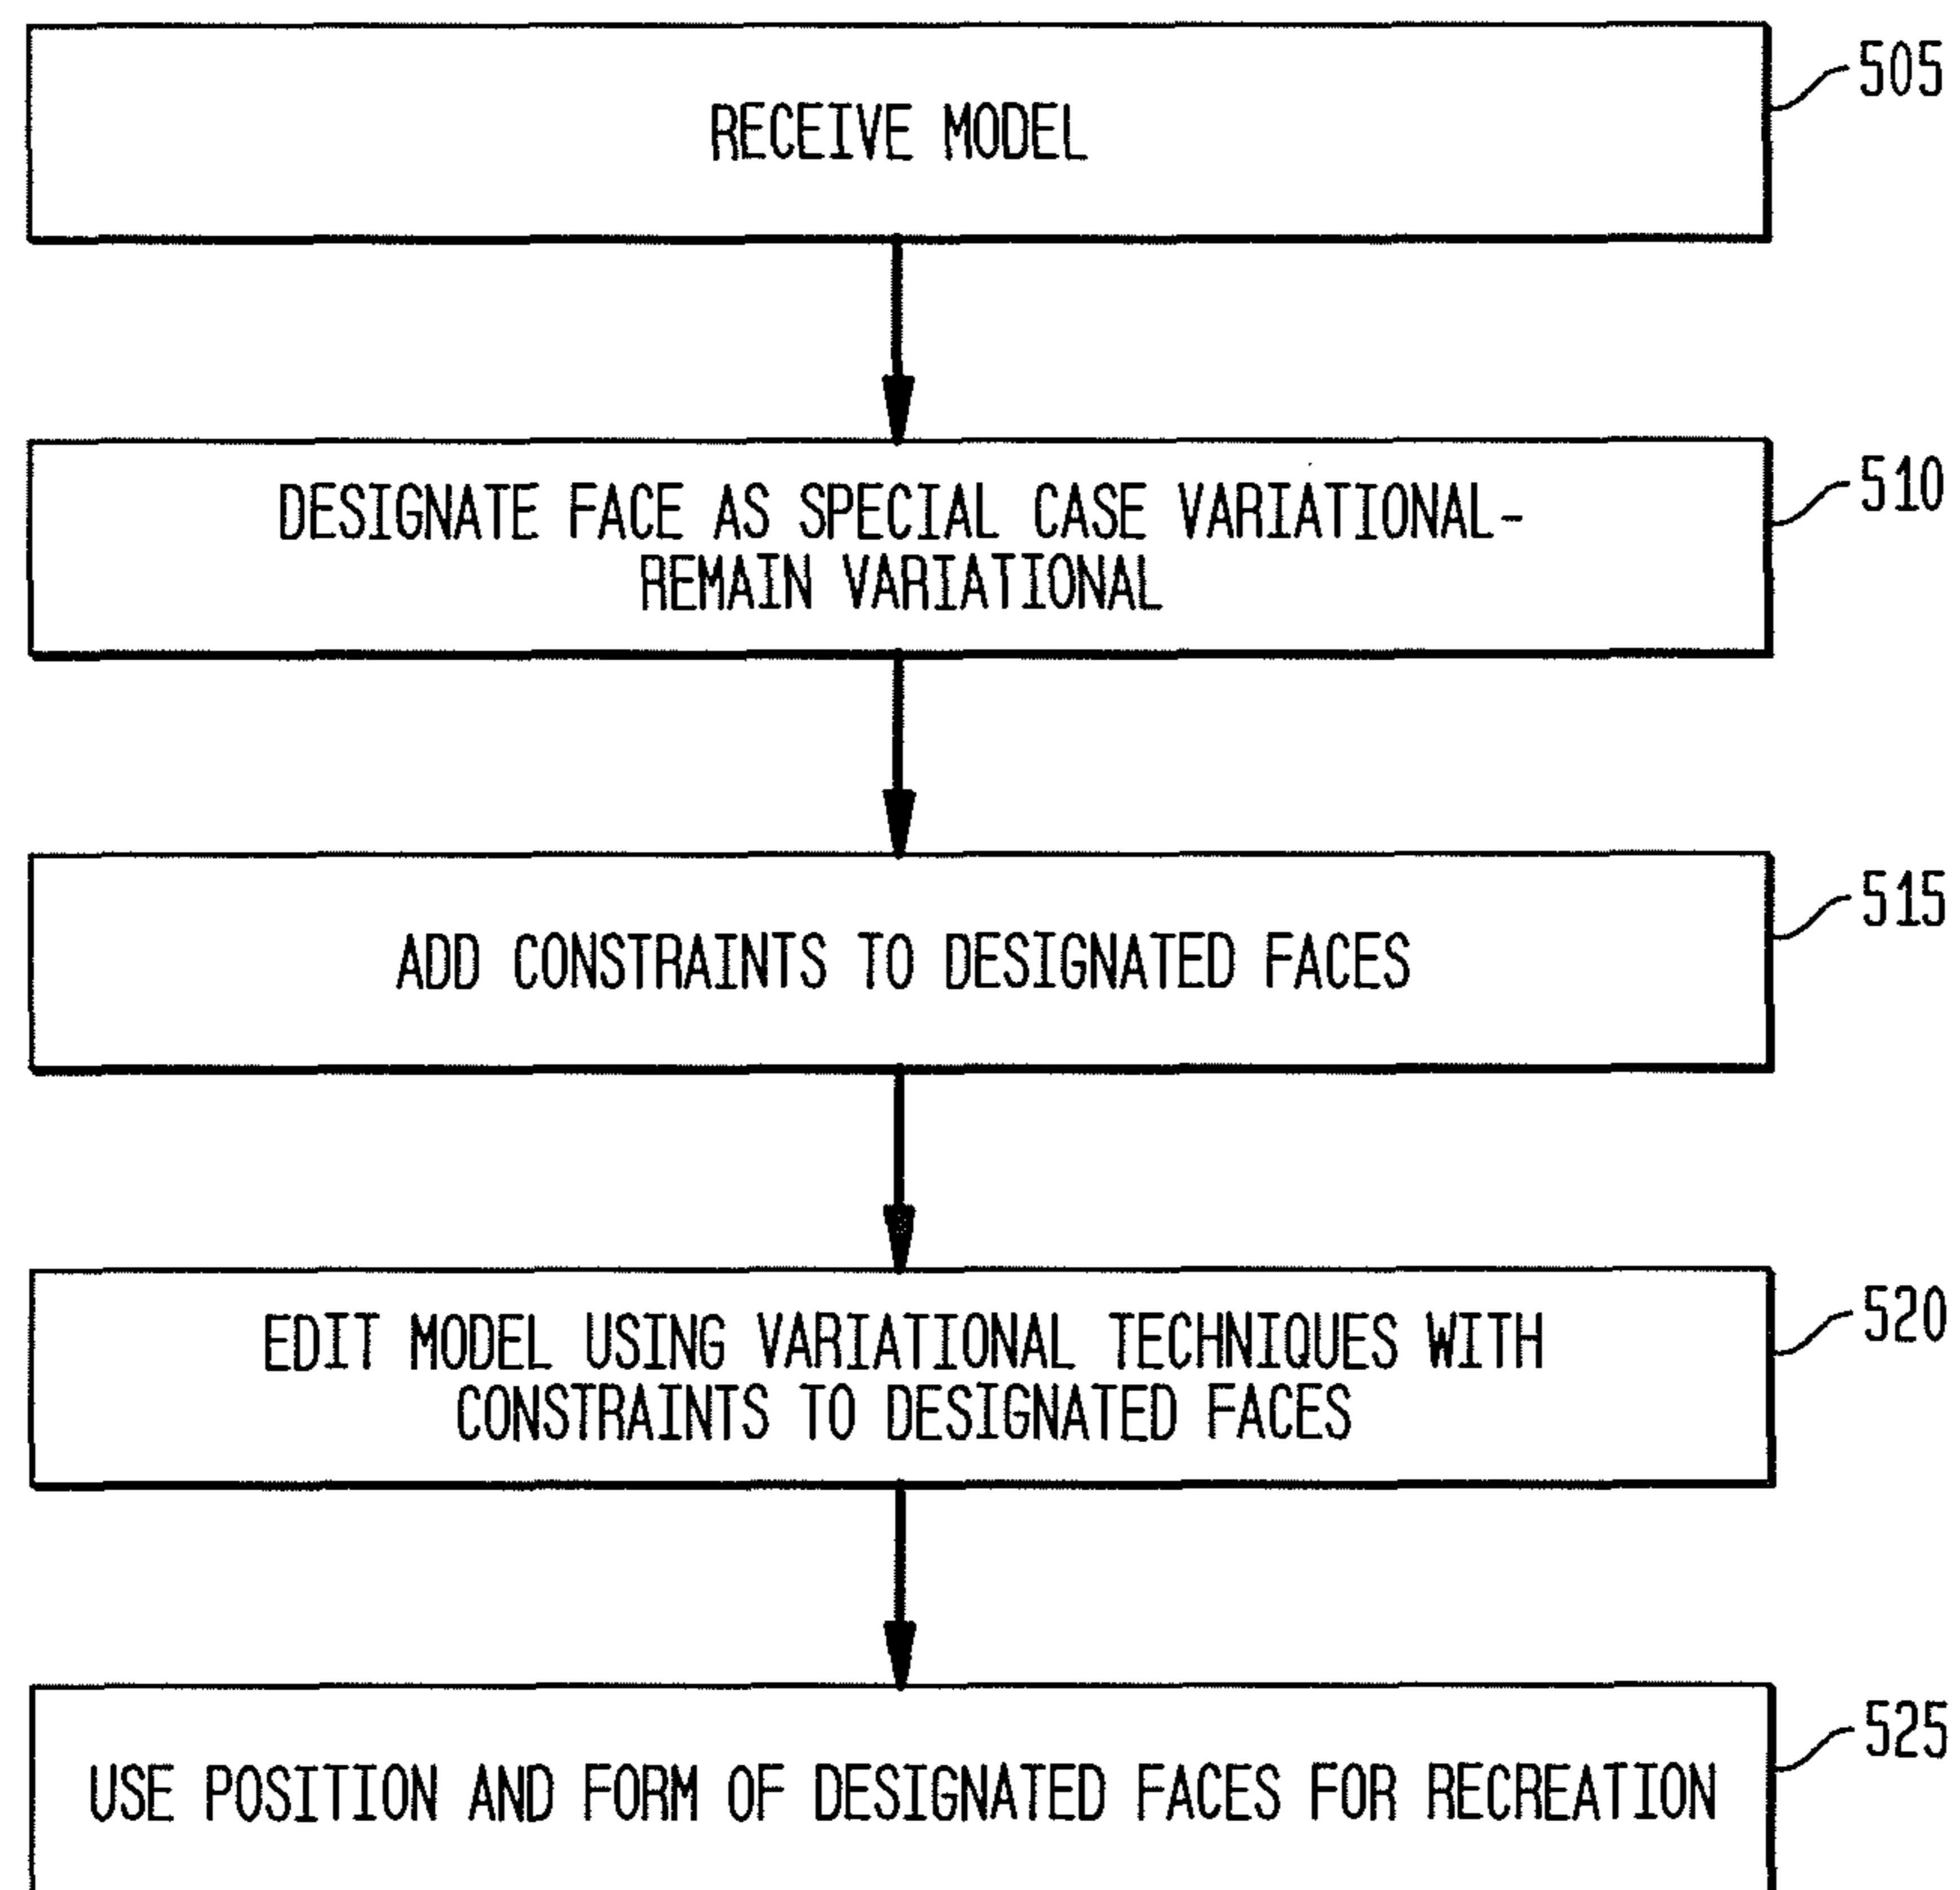 RECEIVE MODEL
505
DESIGNATE FACE AS SPECIAL CASE VARIATIONAL-
REMAIN VARIATIONAL
510
ADD CONSTRAINTS TO DESIGNATED FACES
515
EDIT MODEL USING VARIATIONAL TECHNIQUES WITH
CONSTRAINTS TO DESIGNATED FACES
520
USE POSITION AND FORM OF DESIGNATED FACES FOR RECREATION
525